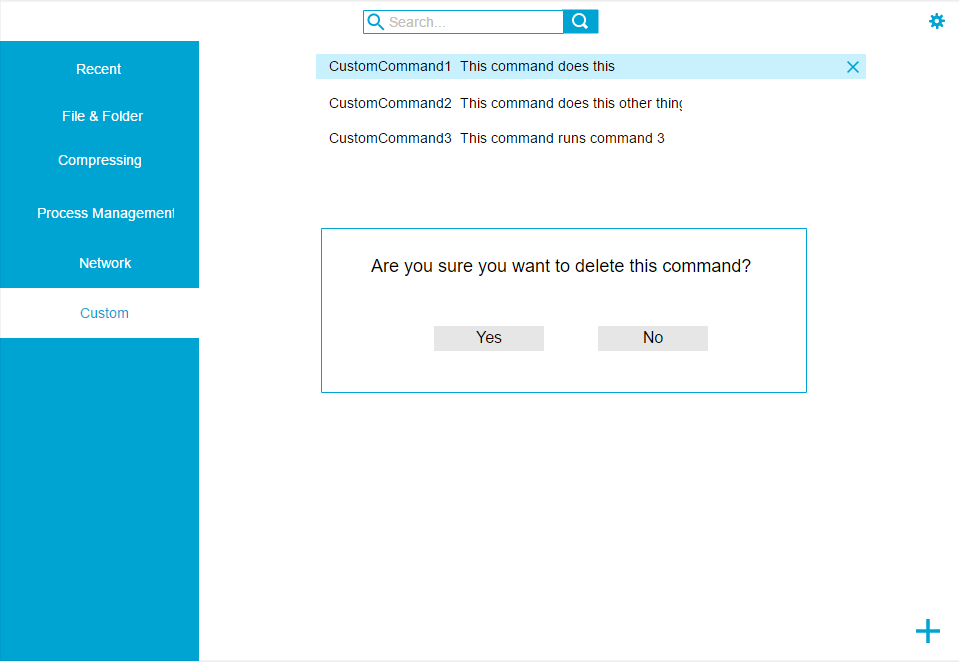 Search...
Recent
File & Folder
Compressing
Process Management
Network
Custom
CustomCommand1 This command does this
CustomCommand2 This command does this other thing
CustomCommand3 This command runs command 3
Are you sure you want to delete this command?
Yes No